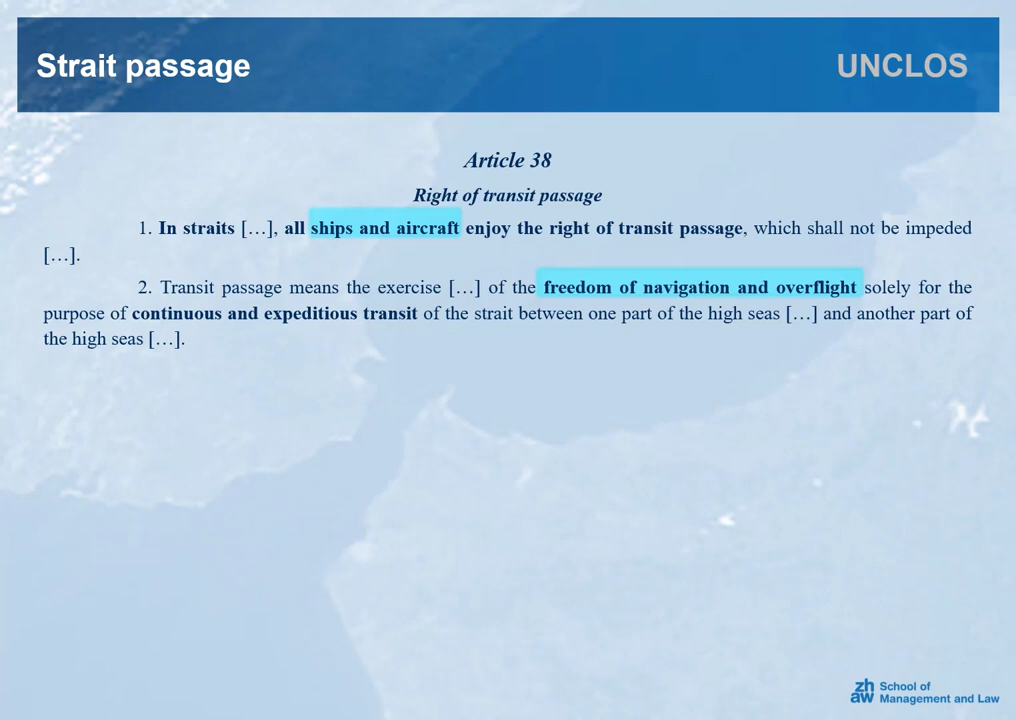 Strait passage
UNCLOS
Article 38
Right of transit passage
1. In straits […], all ships and aircraft enjoy the right of transit passage, which shall not be impeded
[…].
2. Transit passage means the exercise […] of the freedom of navigation and overflight solely for the
purpose of continuous and expeditious transit of the strait between one part of the high seas […] and another part of
the high seas […].
zh School of
aw Management and Law